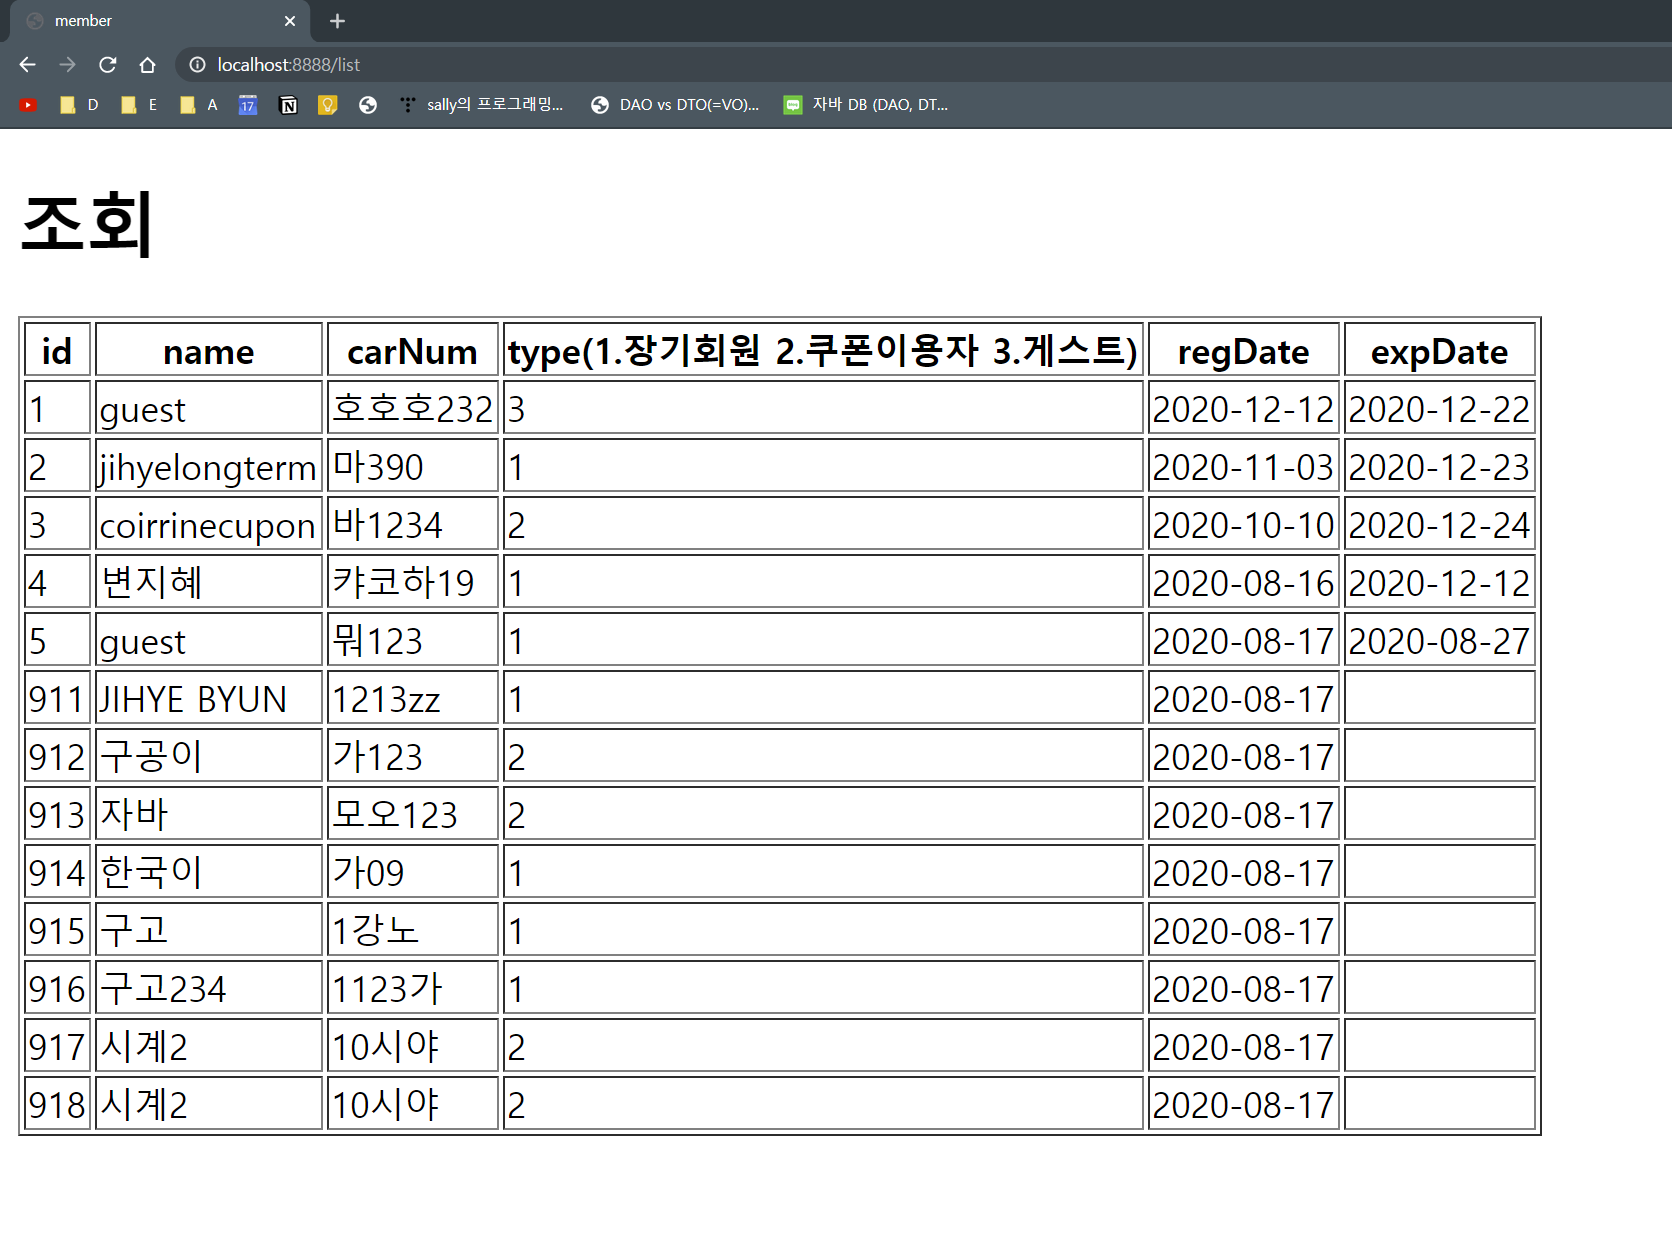 member
localhost:8888/list
D E A 17 sally의 프로그래밍... DAO vs DTO(=VO)... 자바 DB (DAO, DT...
조회
id name carNum type(1.장기회원 2.쿠폰이용자 3.게스트) regDate expDate
1 guest 호호호232 3 2020-12-12 2020-12-22
2 jihyelongterm 마390 1 2020-11-03 2020-12-23
3 coirrinecupon 바1234 2 2020-10-10 2020-12-24
4 변지혜 캬코하19 1 2020-08-16 2020-12-12
5 guest 뭐123 1 2020-08-17 2020-08-27
911 JIHYE BYUN 1213zz 1 2020-08-17
912 구공이 가123 2 2020-08-17
913 자바 모오123 2 2020-08-17
914 한국이 가09 1 2020-08-17
915 구고 1강노 1 2020-08-17
916 구고234 1123가 1 2020-08-17
917 시계2 10시야 2 2020-08-17
918 시계2 10시야 2 2020-08-17